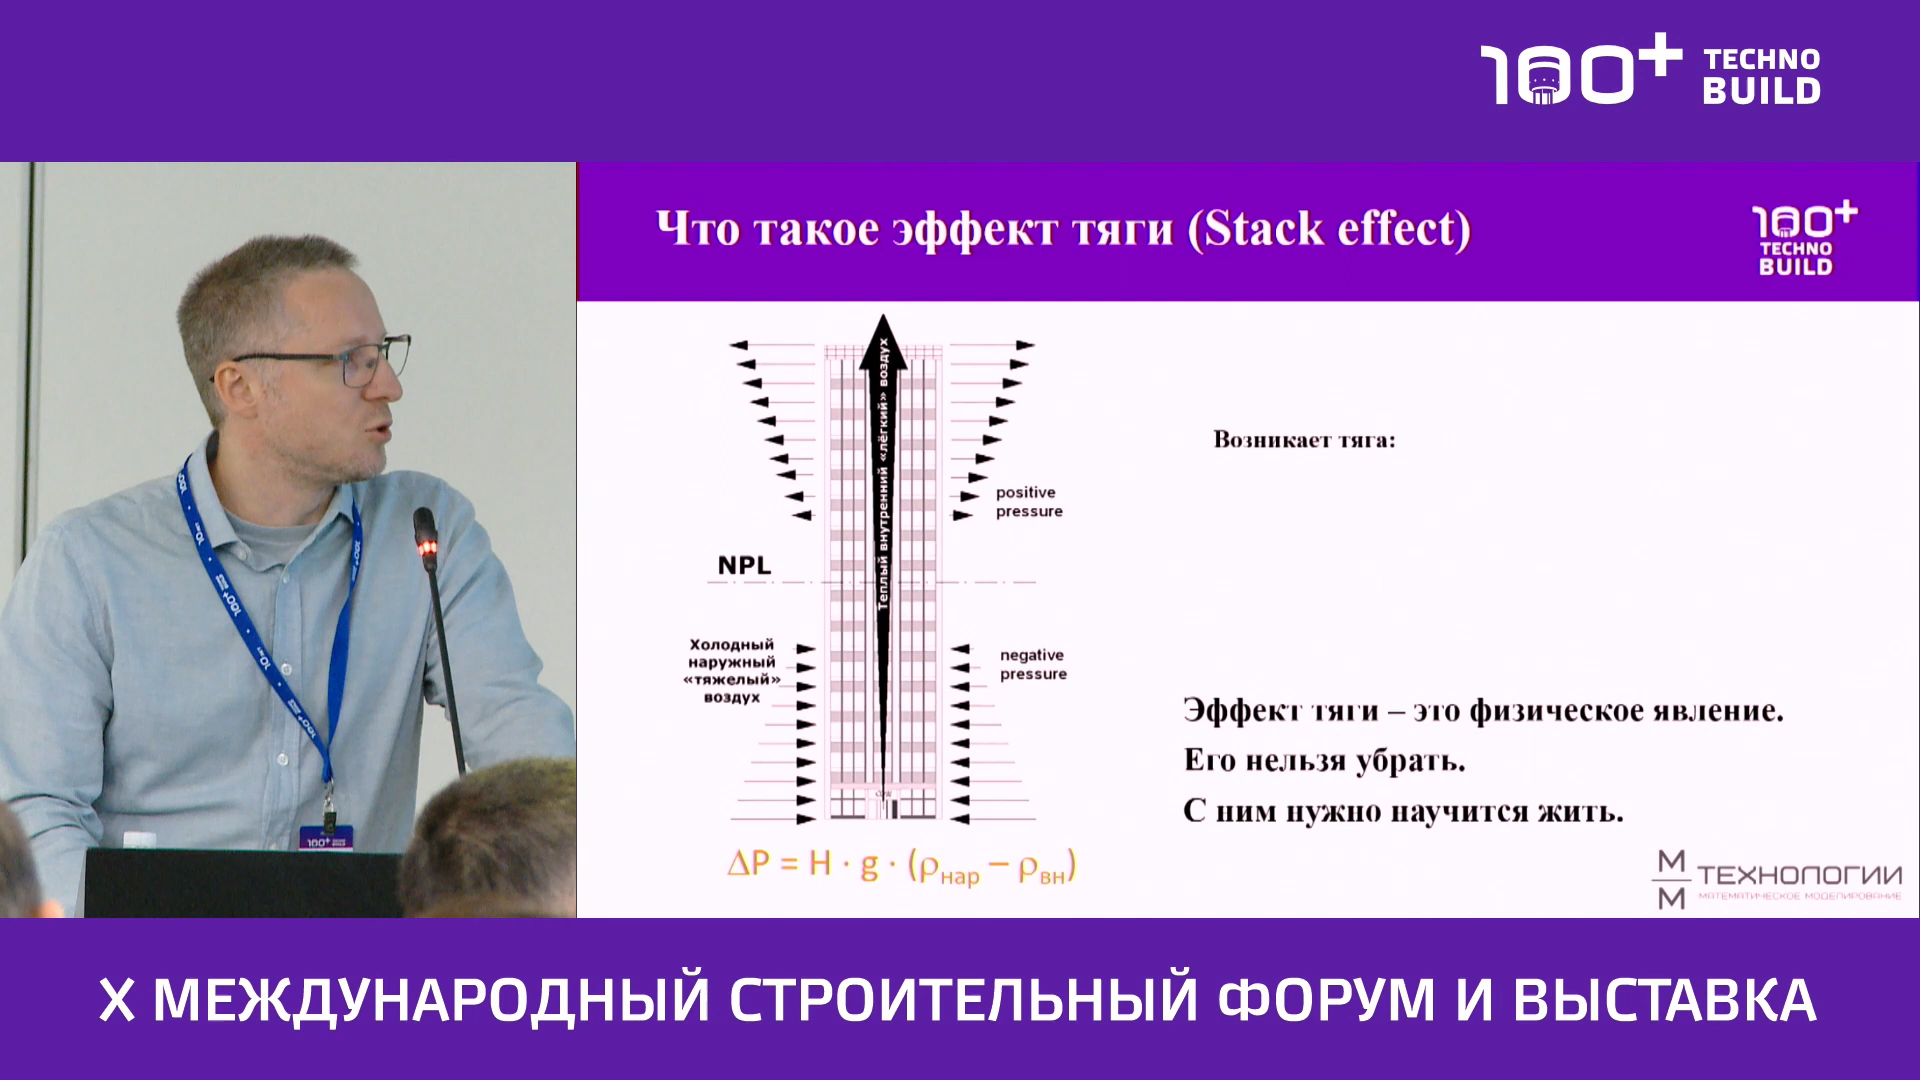 100+ TECHNO
BUILD
Что такое эффект тяги (Stack effect)
100+
TECHNO
BUILD
Теплый внутренний «лёгкий» воздух
Возникает тяга:
positive
pressure
NPL
Холодный
наружный
«тяжелый»
воздух
negative
pressure
Эффект тяги – это физическое явление.
Его нельзя убрать.
С ним нужно научится жить.
ΔP = H · g · (ρнар – ρвн)
М
М
ТЕХНОЛОГИИ
МАТЕМАТИЧЕСКОЕ МОДЕЛИРОВАНИЕ
100+
X МЕЖДУНАРОДНЫЙ СТРОИТЕЛЬНЫЙ ФОРУМ И ВЫСТАВКА